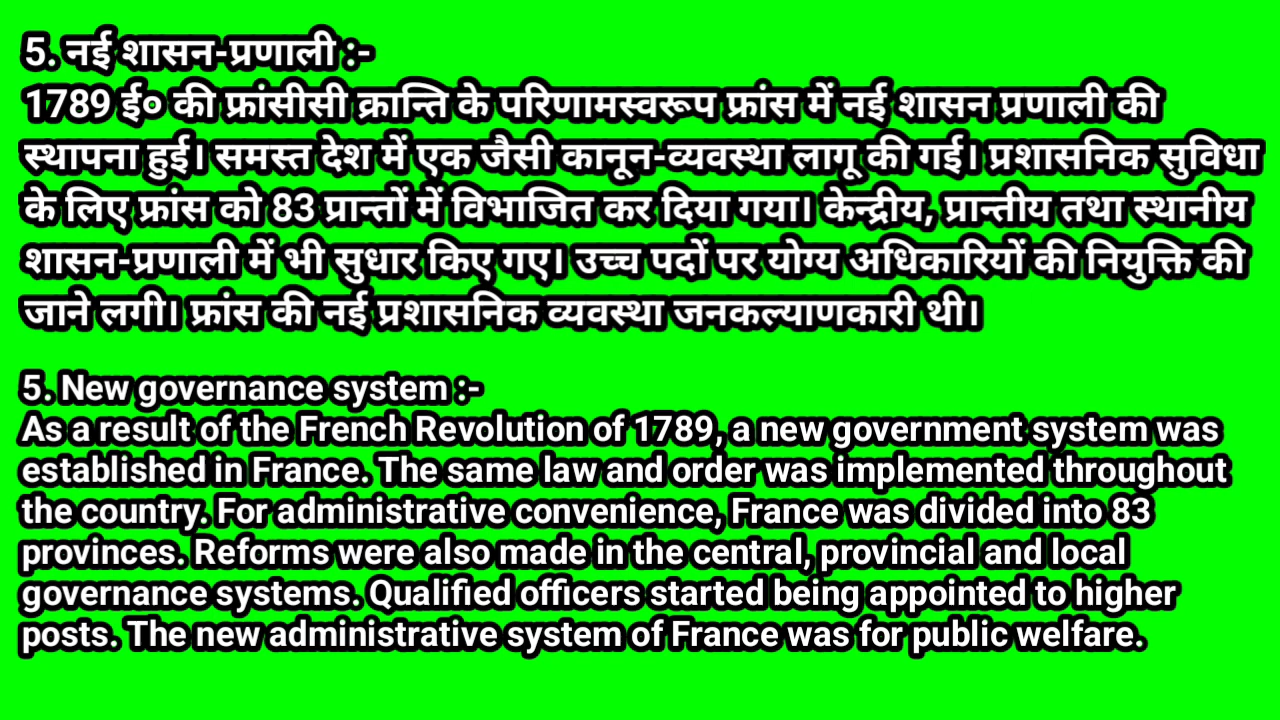 5. नई शासन-प्रणाली :-
1789 ई० की फ्रांसीसी क्रान्ति के परिणामस्वरूप फ्रांस में नई शासन प्रणाली की
स्थापना हुई। समस्त देश में एक जैसी कानून-व्यवस्था लागू की गई। प्रशासनिक सुविधा
के लिए फ्रांस को 83 प्रान्तों में विभाजित कर दिया गया। केन्द्रीय, प्रान्तीय तथा स्थानीय
शासन-प्रणाली में भी सुधार किए गए। उच्च पदों पर योग्य अधिकारियों की नियुक्ति की
जाने लगी। फ्रांस की नई प्रशासनिक व्यवस्था जनकल्याणकारी थी।
5. New governance system :-
As a result of the French Revolution of 1789, a new government system was
established in France. The same law and order was implemented throughout
the country. For administrative convenience, France was divided into 83
provinces. Reforms were also made in the central, provincial and local
governance systems. Qualified officers started being appointed to higher
posts. The new administrative system of France was for public welfare.